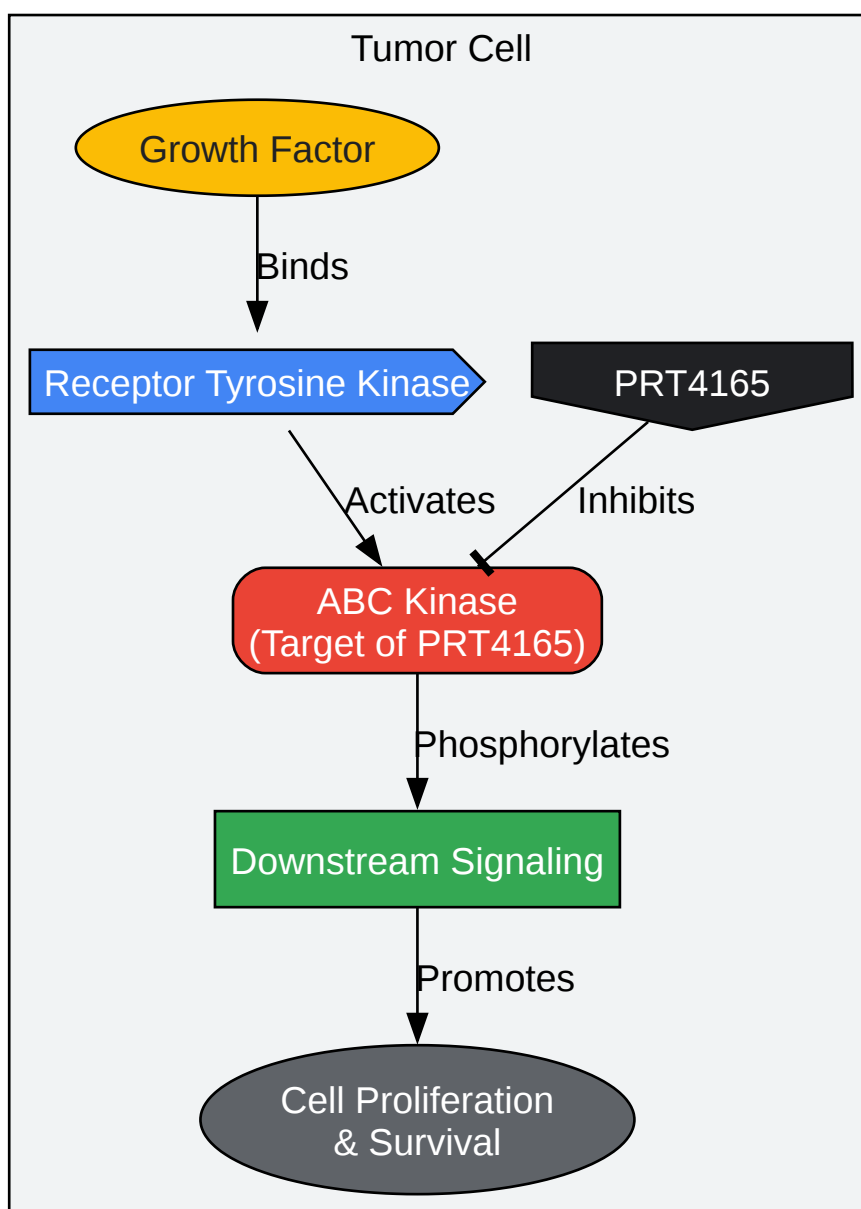 Tumor Cell
Growth Factor
Binds
Receptor Tyrosine Kinase
PRT4165
Activates
Inhibits
ABC Kinase
(Target of PRT4165)
Phosphorylates
Downstream Signaling
Promotes
Cell Proliferation
& Survival